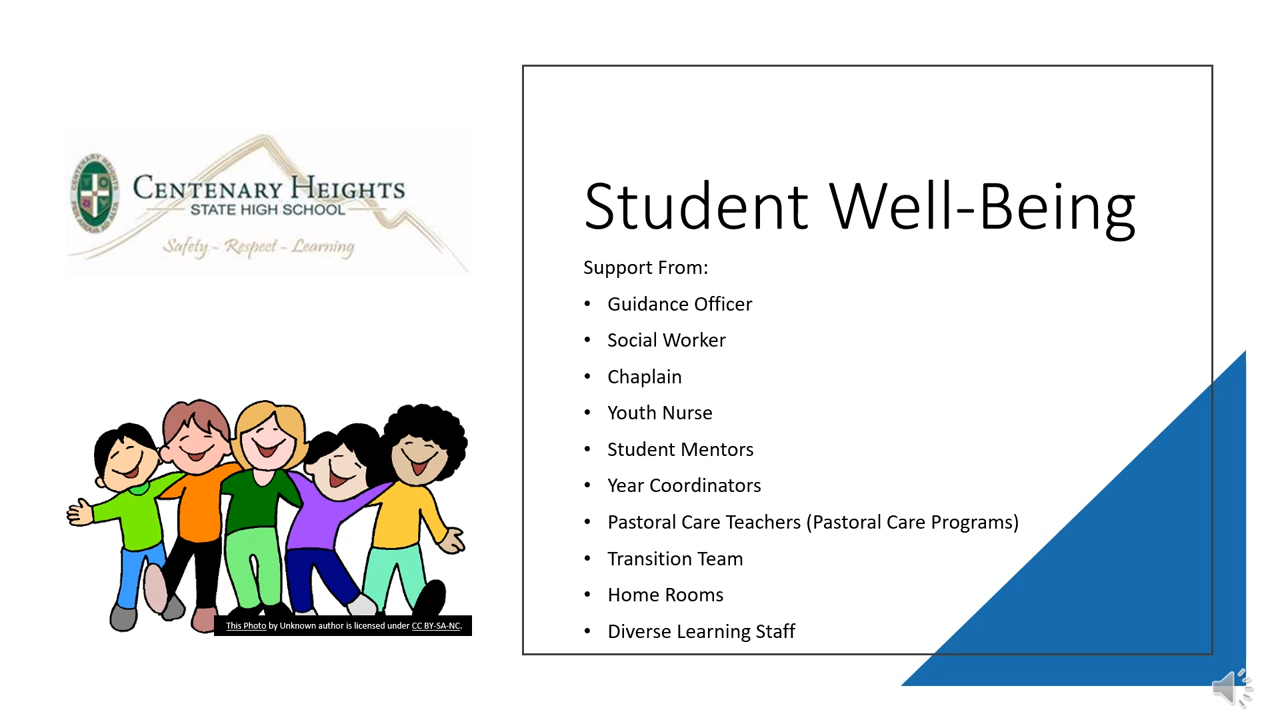 CENTENARY HEIGHTS
STATE HIGH SCHOOL
Safety - Respect - Learning
Student Well-Being
Support From:
• Guidance Officer
• Social Worker
• Chaplain
• Youth Nurse
• Student Mentors
• Year Coordinators
• Pastoral Care Teachers (Pastoral Care Programs)
• Transition Team
• Home Rooms
• Diverse Learning Staff
This Photo by Unknown author is licensed under CC BY-SA-NC.